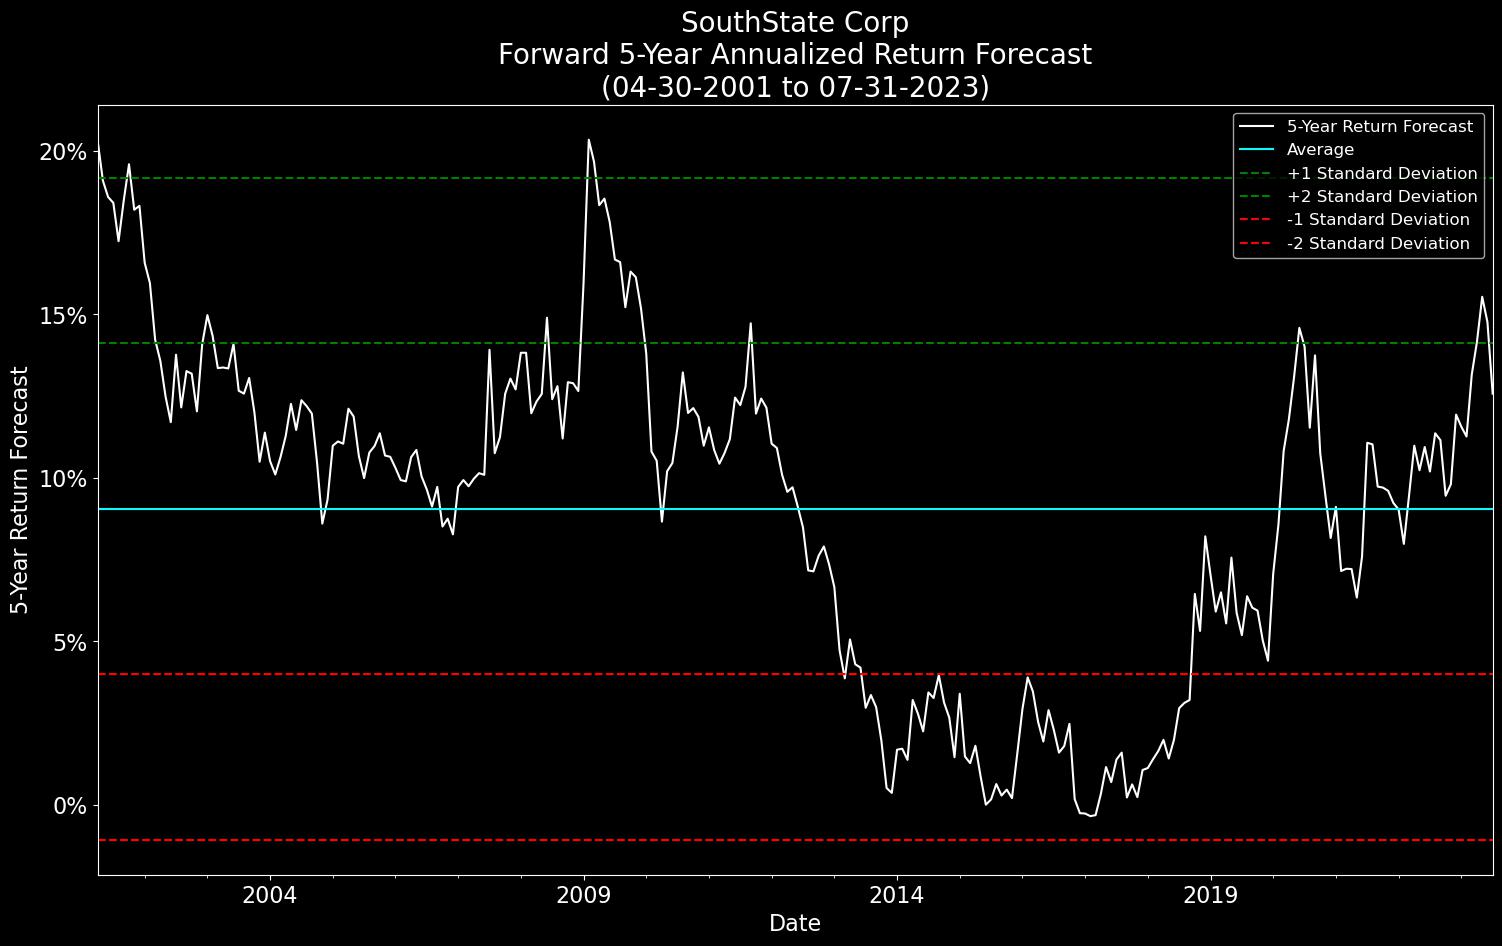 SouthState Corp
Forward 5-Year Annualized Return Forecast
(04-30-2001 to 07-31-2023)
5-Year Return Forecast
Average
+1 Standard Deviation
+2 Standard Deviation
-1 Standard Deviation
-2 Standard Deviation
20%
15%
10%
5%
0%
5-Year Return Forecast
2004
2009
2014
2019
Date